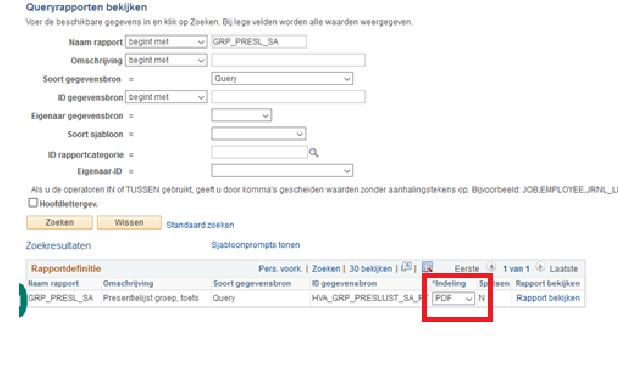 Queryrapporten bekijken
Voer de beschikbare gegevens in en klik op Zoeken. Bij lege velden worden alle waarden weergegeven.
Naam rapport begint met GRP_PRESL_SA
Omschrijving begint met
Soort gegevensbron = Query
ID gegevensbron begint met
Eigenaar gegevensbron =
Soort sjabloon =
ID rapportcategorie =
Eigenaar-ID =
Als u de operatoren IN of TUSSEN gebruikt, geeft u door komma's gescheiden waarden zonder aanhalingstekens op. Bijvoorbeeld: JOB,EMPLOYEE,JRNL_L
Hoofdlettergev.
Zoeken Wissen Standaard zoeken
Zoekresultaten Sjabloonprompts tonen
Rapportdefinitie Pers. voork. | Zoeken | 30 bekijken | Eerste 1 van 1 Laatste
Naam rapport Omschrijving Soort gegevensbron ID gegevensbron *Indeling Rapport bekijken
GRP_PRESL_SA Presentielijst groep, toets Query HVA_GRP_PRESLIJST_SA_ PDF N Rapport bekijken